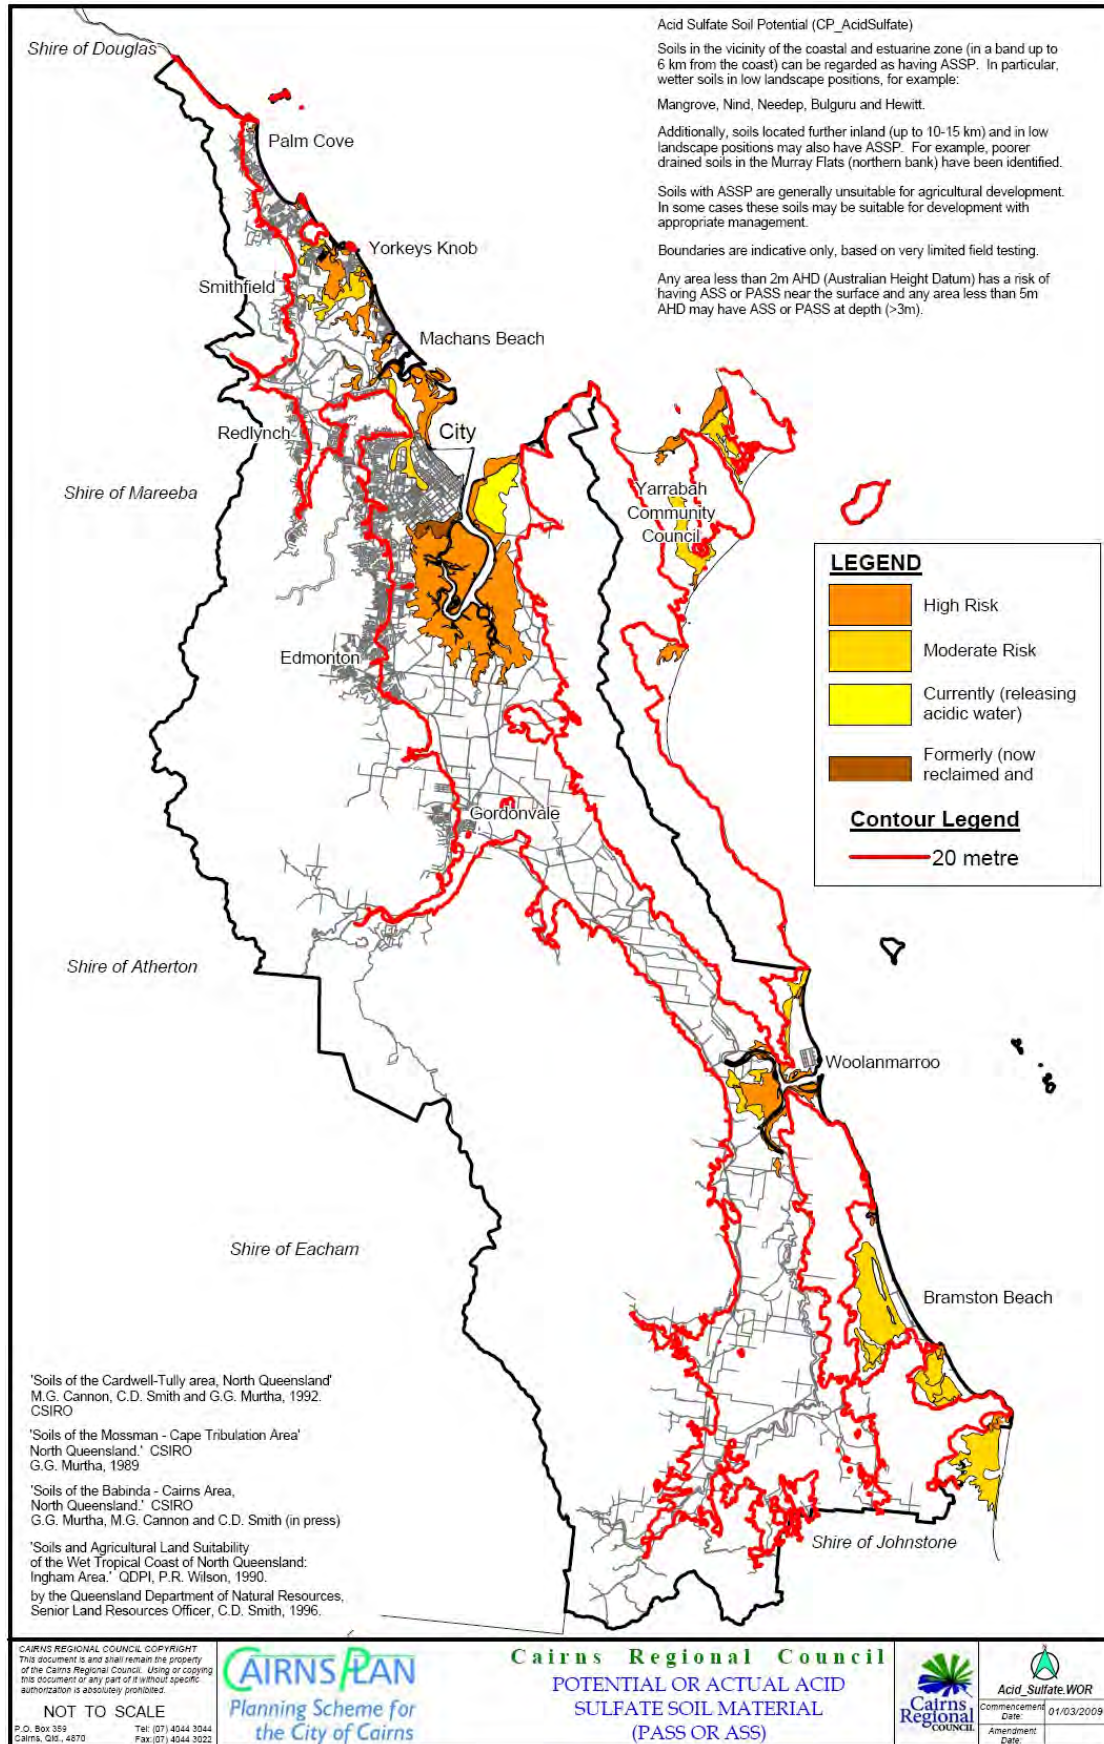 Acid Sulfate Soil Potential (CP_AcidSulfate)
Soils in the vicinity of the coastal and estuarine zone (in a band up to
6 km from the coast) can be regarded as having ASSP. In particular,
wetter soils in low landscape positions, for example:
Mangrove, Nind, Needep, Bulguru and Hewitt.
Additionally, soils located further inland (up to 10-15 km) and in low
landscape positions may also have ASSP. For example, poorer
drained soils in the Murray Flats (northern bank) have been identified.
Soils with ASSP are generally unsuitable for agricultural development.
In some cases these soils may be suitable for development with
appropriate management.
Boundaries are indicative only, based on very limited field testing.
Any area less than 2m AHD (Australian Height Datum) has a risk of
having ASS or PASS near the surface and any area less than 5m
AHD may have ASS or PASS at depth (>3m).
Shire of Douglas
Palm Cove
Yorkeys Knob
Smithfield
Machans Beach
Redlynch
City
Shire of Mareeba
Yarrabah
Community
Council
Edmonton
Gordonvale
Shire of Atherton
Woolanmarroo
Shire of Eacham
Bramston Beach
Shire of Johnstone
LEGEND
High Risk
Moderate Risk
Currently (releasing
acidic water)
Formerly (now
reclaimed and
Contour Legend
20 metre
'Soils of the Cardwell-Tully area, North Queensland'
M.G. Cannon, C.D. Smith and G.G. Murtha, 1992.
CSIRO
'Soils of the Mossman - Cape Tribulation Area'
North Queensland.' CSIRO
G.G. Murtha, 1989
'Soils of the Babinda - Cairns Area,
North Queensland.' CSIRO
G.G. Murtha, M.G. Cannon and C.D. Smith (in press)
'Soils and Agricultural Land Suitability
of the Wet Tropical Coast of North Queensland:
Ingham Area.' QDPI, P.R. Wilson, 1990.
by the Queensland Department of Natural Resources,
Senior Land Resources Officer, C.D. Smith, 1996.
CAIRNS REGIONAL COUNCIL COPYRIGHT
This document is and shall remain the property
of the Cairns Regional Council. Using or copying
this document or any part of it without specific
authorization is absolutely prohibited.
NOT TO SCALE
P.O. Box 359 Tel: (07) 4044 3044
Cairns, Qld., 4870 Fax: (07) 4044 3022
CAIRNS PLAN
Planning Scheme for
the City of Cairns
Cairns Regional Council
POTENTIAL OR ACTUAL ACID
SULFATE SOIL MATERIAL
(PASS OR ASS)
Cairns
Regional
COUNCIL
N
Acid_Sulfate.WOR
Commencement Date: 01/03/2009
Amendment Date: